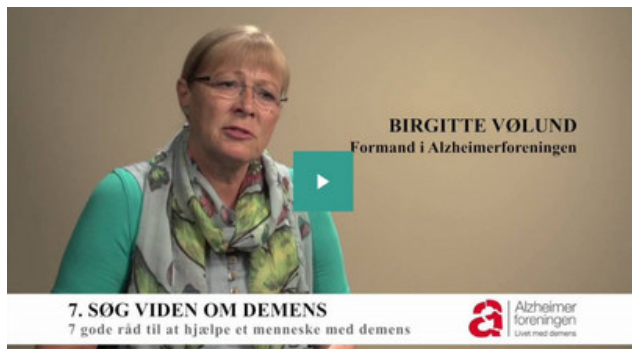 BIRGITTE VØLUND
Formand i Alzheimerforeningen
7. SØG VIDEN OM DEMENS
7 gode råd til at hjælpe et menneske med demens
Alzheimer
foreningen
Livet med demens